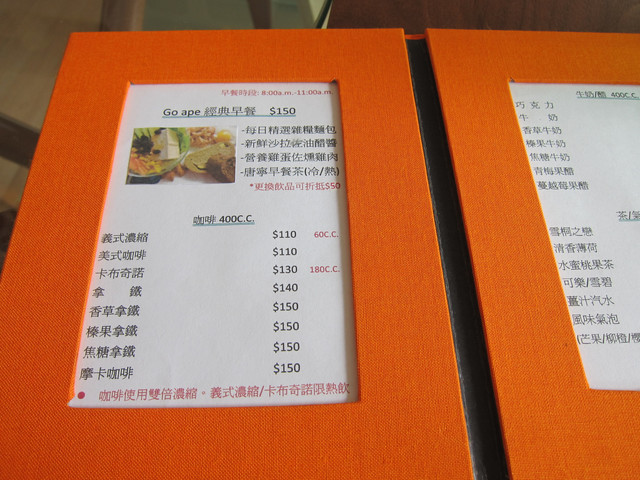 早餐時段: 8:00a.m.-11:00a.m.
Go ape 經典早餐 $150
-每日精選雜糧麵包
-新鮮沙拉佐油醋醬
-營養雞蛋佐燻雞肉
-唐寧早餐茶(冷/熱)
*更換飲品可折抵$50
咖啡 400C.C.
義式濃縮 $110 60C.C.
美式咖啡 $110
卡布奇諾 $130 180C.C.
拿 鐵 $140
香草拿鐵 $150
榛果拿鐵 $150
焦糖拿鐵 $150
摩卡咖啡 $150
● 咖啡使用雙倍濃縮。義式濃縮/卡布奇諾限熱飲
牛奶/醋 400C.C.
巧 克 力
牛 奶
香草牛奶
榛果牛奶
焦糖牛奶
青梅果醋
蔓越莓果醋
茶/氣
雪桐之戀
清香薄荷
水蜜桃果茶
可樂/雪碧
薑汁汽水
風味氣泡
(芒果/柳橙/櫻